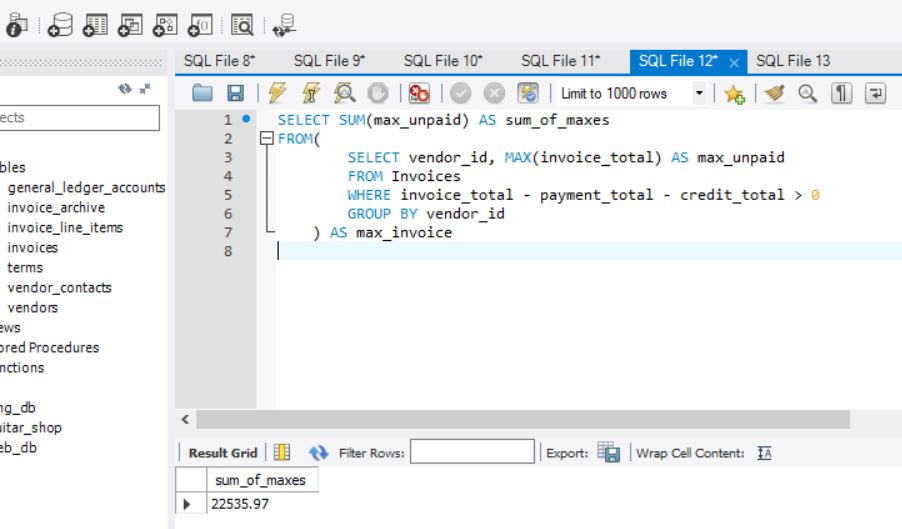 SQL File 8* SQL File 9* SQL File 10* SQL File 11* SQL File 12* SQL File 13
Limit to 1000 rows
ects
bles
general_ledger_accounts
invoice_archive
invoice_line_items
invoices
terms
vendor_contacts
vendors
ews
ored Procedures
nctions
ng_db
uitar_shop
eb_db
1 SELECT SUM(max_unpaid) AS sum_of_maxes
2 FROM(
3 SELECT vendor_id, MAX(invoice_total) AS max_unpaid
4 FROM Invoices
5 WHERE invoice_total - payment_total - credit_total > 0
6 GROUP BY vendor_id
7 ) AS max_invoice
8
Result Grid Filter Rows: Export: Wrap Cell Content:
sum_of_maxes
22535.97